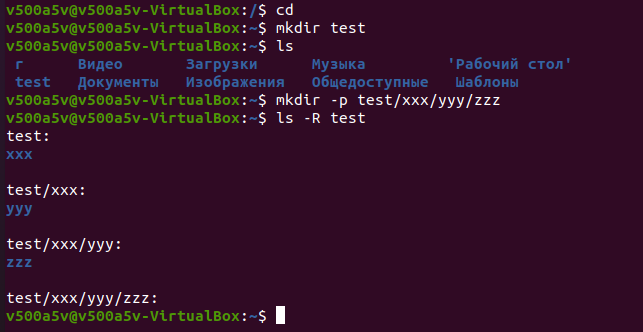 v500a5v@v500a5v-VirtualBox:/$ cd
v500a5v@v500a5v-VirtualBox:~$ mkdir test
v500a5v@v500a5v-VirtualBox:~$ ls
г Видео Загрузки Музыка 'Рабочий стол'
test Документы Изображения Общедоступные Шаблоны
v500a5v@v500a5v-VirtualBox:~$ mkdir -p test/xxx/yyy/zzz
v500a5v@v500a5v-VirtualBox:~$ ls -R test
test:
xxx
test/xxx:
yyy
test/xxx/yyy:
zzz
test/xxx/yyy/zzz:
v500a5v@v500a5v-VirtualBox:~$